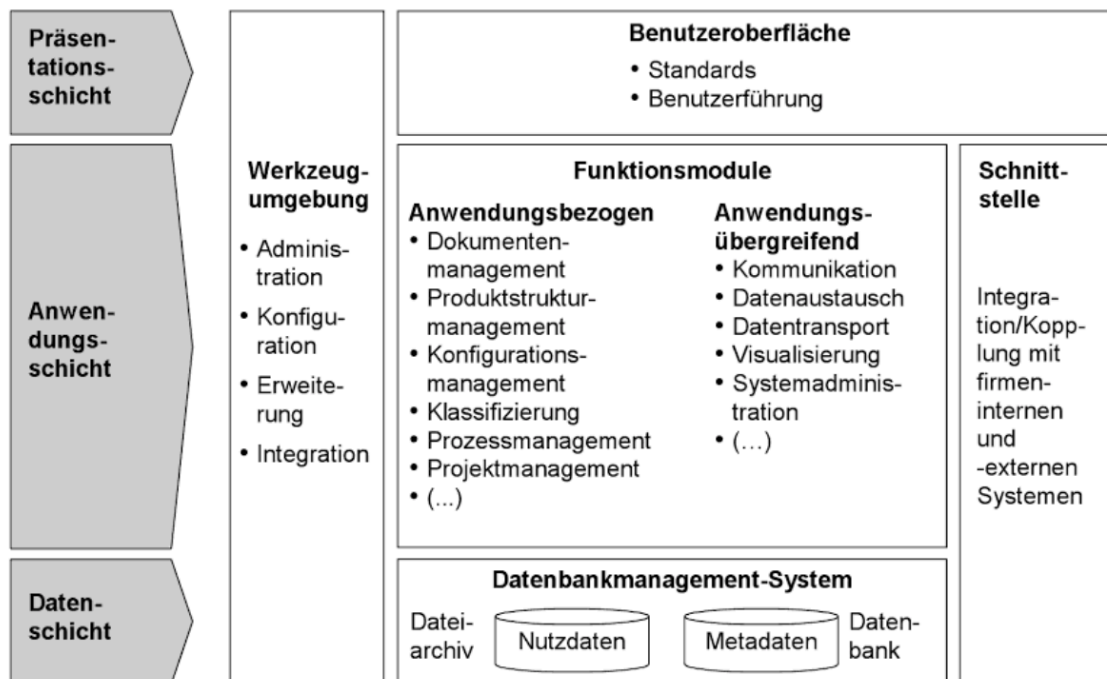 Präsen-
tations-
schicht
Benutzeroberfläche
• Standards
• Benutzerführung
Anwen-
dungs-
schicht
Werkzeug-
umgebung
• Adminis-
tration
• Konfigu-
ration
• Erweite-
rung
• Integration
Funktionsmodule
Anwendungsbezogen
• Dokumenten-
management
• Produktstruktur-
management
• Konfigurations-
management
• Klassifizierung
• Prozessmanagement
• Projektmanagement
• (...)
Anwendungs-
übergreifend
• Kommunikation
• Datenaustausch
• Datentransport
• Visualisierung
• Systemadminis-
tration
• (...)
Schnitt-
stelle
Integra-
tion/Kopp-
lung mit
firmen-
internen
und
-externen
Systemen
Daten-
schicht
Datenbankmanagement-System
Datei-
archiv
Nutzdaten
Metadaten
Daten-
bank